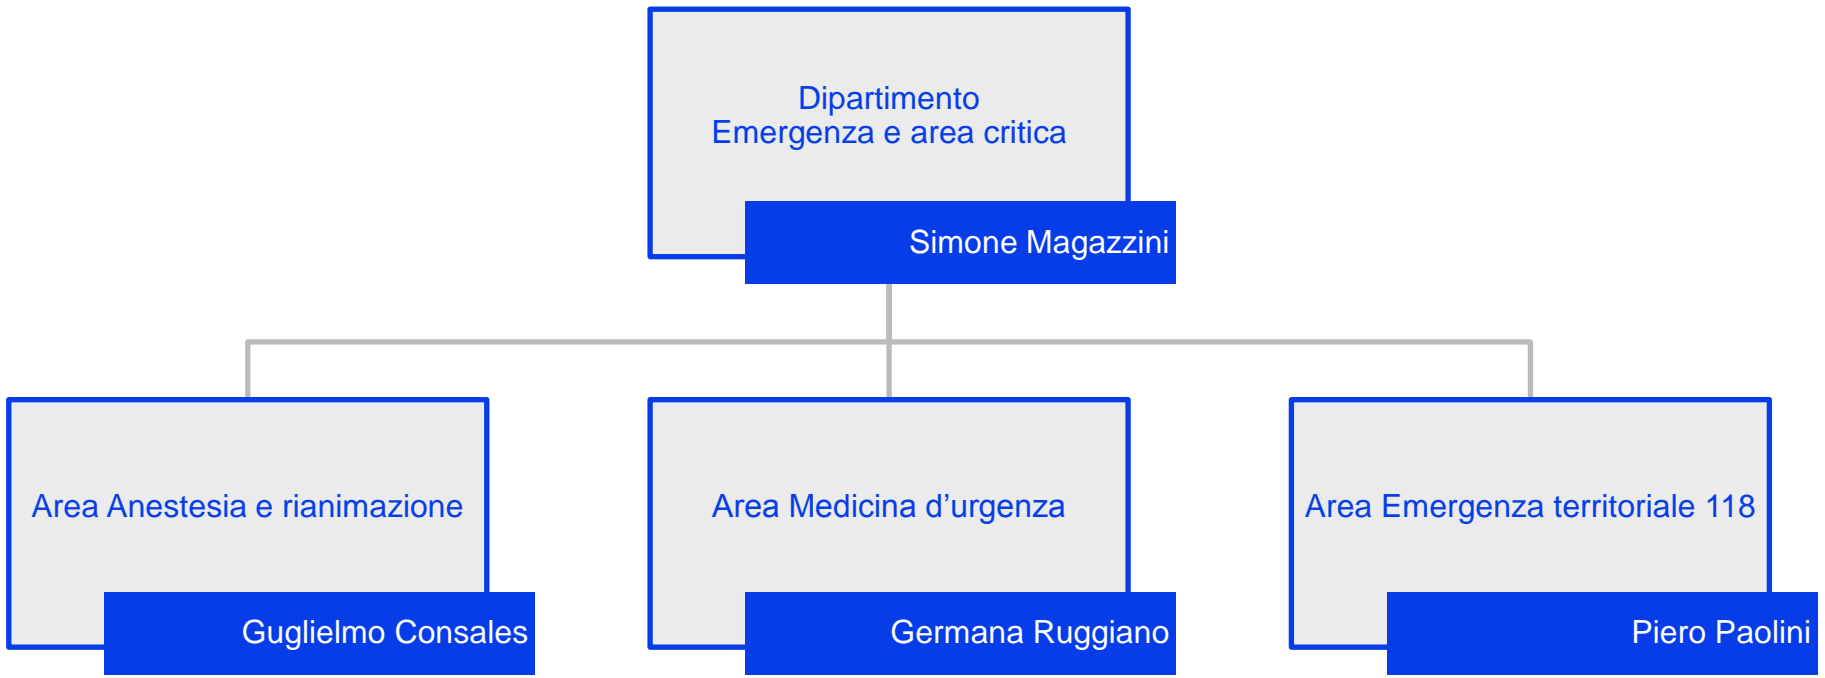 Dipartimento
Emergenza e area critica
Simone Magazzini
Area Anestesia e rianimazione
Guglielmo Consales
Area Medicina d’urgenza
Germana Ruggiano
Area Emergenza territoriale 118
Piero Paolini